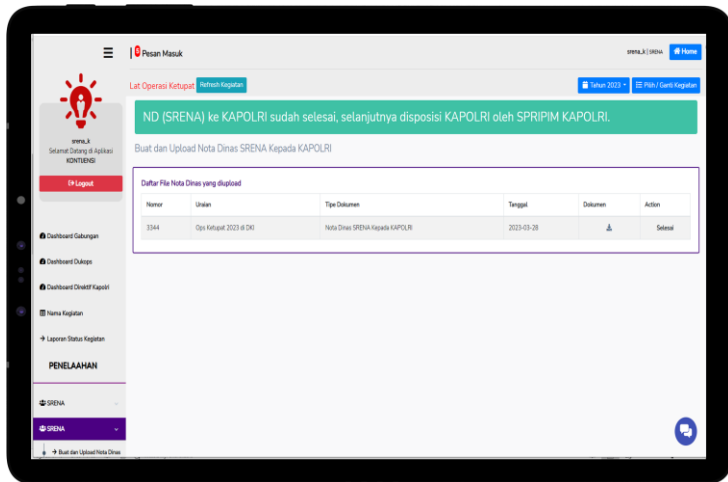 5 Pesan Masuk
srena_k | SRENA
Home
Lat Operasi Ketupat
Refresh Kegiatan
Tahun 2023
Pilih / Ganti Kegiatan
srena_k
Selamat Datang di Aplikasi
KONTIJENSI
Logout
ND (SRENA) ke KAPOLRI sudah selesai, selanjutnya disposisi KAPOLRI oleh SPRIPIM KAPOLRI.
Buat dan Upload Nota Dinas SRENA Kepada KAPOLRI
Daftar File Nota Dinas yang diupload
Nomor Uraian Tipe Dokumen Tanggal Dokumen Action
3344 Ops Ketupat 2023 di DKI Nota Dinas SRENA Kepada KAPOLRI 2023-03-28 Selesai
Dashboard Gabungan
Dashboard Dukops
Dashboard Direktif Kapolri
Nama Kegiatan
Laporan Status Kegiatan
PENELAAHAN
SRENA
SRENA
Buat dan Upload Nota Dinas